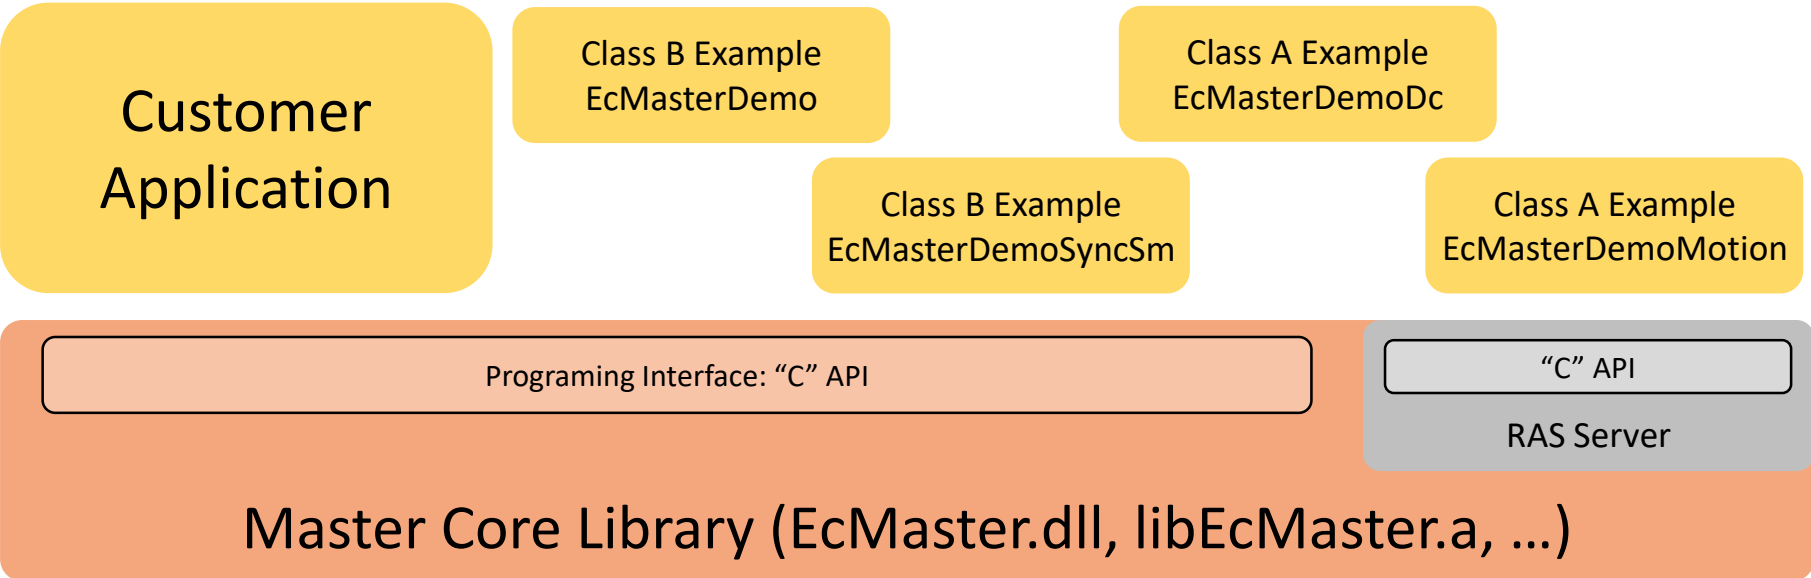 Customer
Application
Class B Example
EcMasterDemo
Class A Example
EcMasterDemoDc
Class B Example
EcMasterDemoSyncSm
Class A Example
EcMasterDemoMotion
Programing Interface: “C” API
“C” API
RAS Server
Master Core Library (EcMaster.dll, libEcMaster.a, ...)